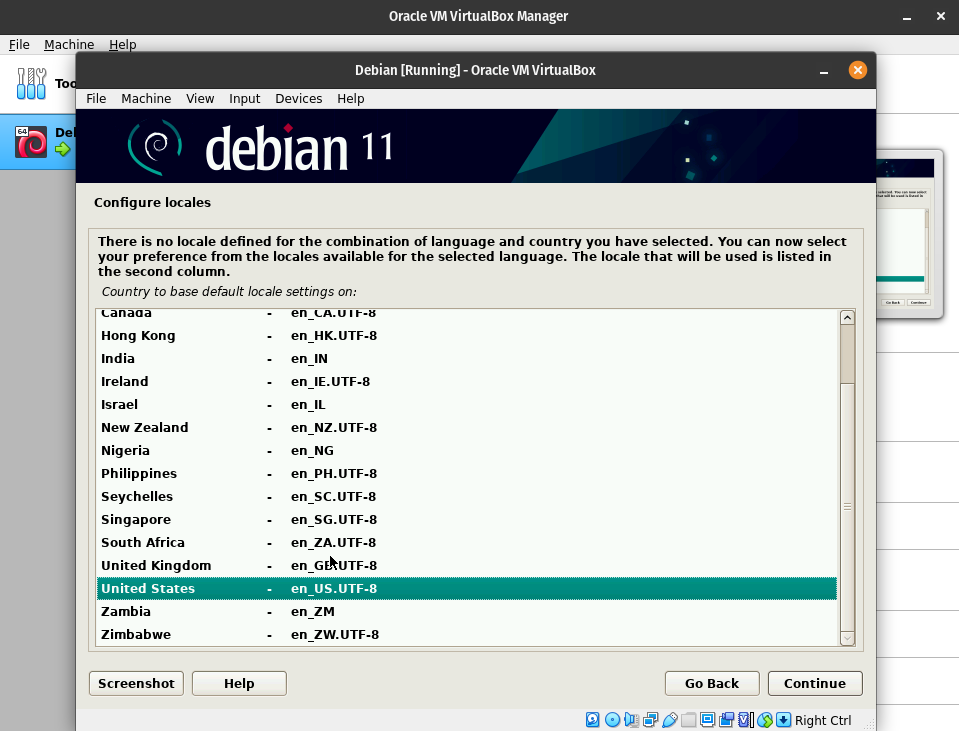 Oracle VM VirtualBox Manager
File Machine Help
Debian [Running] - Oracle VM VirtualBox
File Machine View Input Devices Help
64
debian 11
Configure locales
There is no locale defined for the combination of language and country you have selected. You can now select
your preference from the locales available for the selected language. The locale that will be used is listed in
the second column.
Country to base default locale settings on:
Canada - en_CA.UTF-8
Hong Kong - en_HK.UTF-8
India - en_IN
Ireland - en_IE.UTF-8
Israel - en_IL
New Zealand - en_NZ.UTF-8
Nigeria - en_NG
Philippines - en_PH.UTF-8
Seychelles - en_SC.UTF-8
Singapore - en_SG.UTF-8
South Africa - en_ZA.UTF-8
United Kingdom - en_GB.UTF-8
United States - en_US.UTF-8
Zambia - en_ZM
Zimbabwe - en_ZW.UTF-8
Screenshot Help Go Back Continue
Right Ctrl